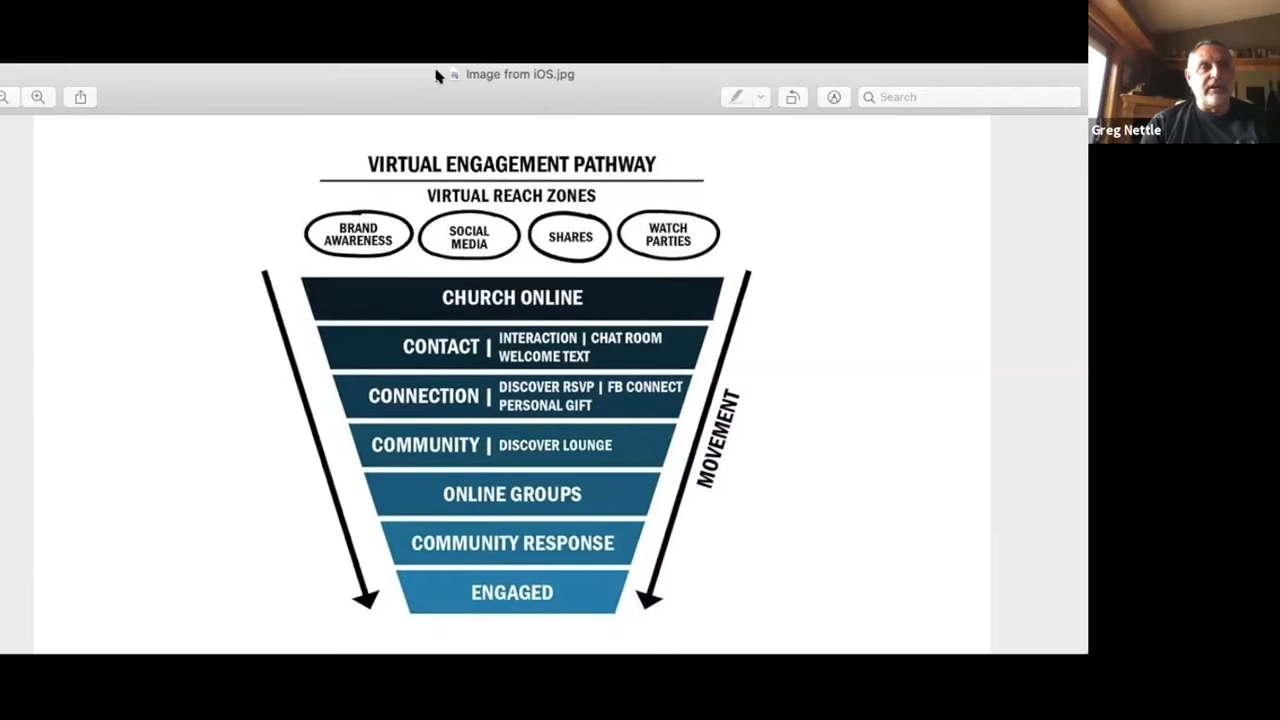 Image from iOS.jpg
Search
Greg Nettle
VIRTUAL ENGAGEMENT PATHWAY
VIRTUAL REACH ZONES
BRAND
AWARENESS
SOCIAL
MEDIA
SHARES
WATCH
PARTIES
CHURCH ONLINE
CONTACT | INTERACTION | CHAT ROOM
WELCOME TEXT
CONNECTION | DISCOVER RSVP | FB CONNECT
PERSONAL GIFT
COMMUNITY | DISCOVER LOUNGE
ONLINE GROUPS
COMMUNITY RESPONSE
ENGAGED
MOVEMENT